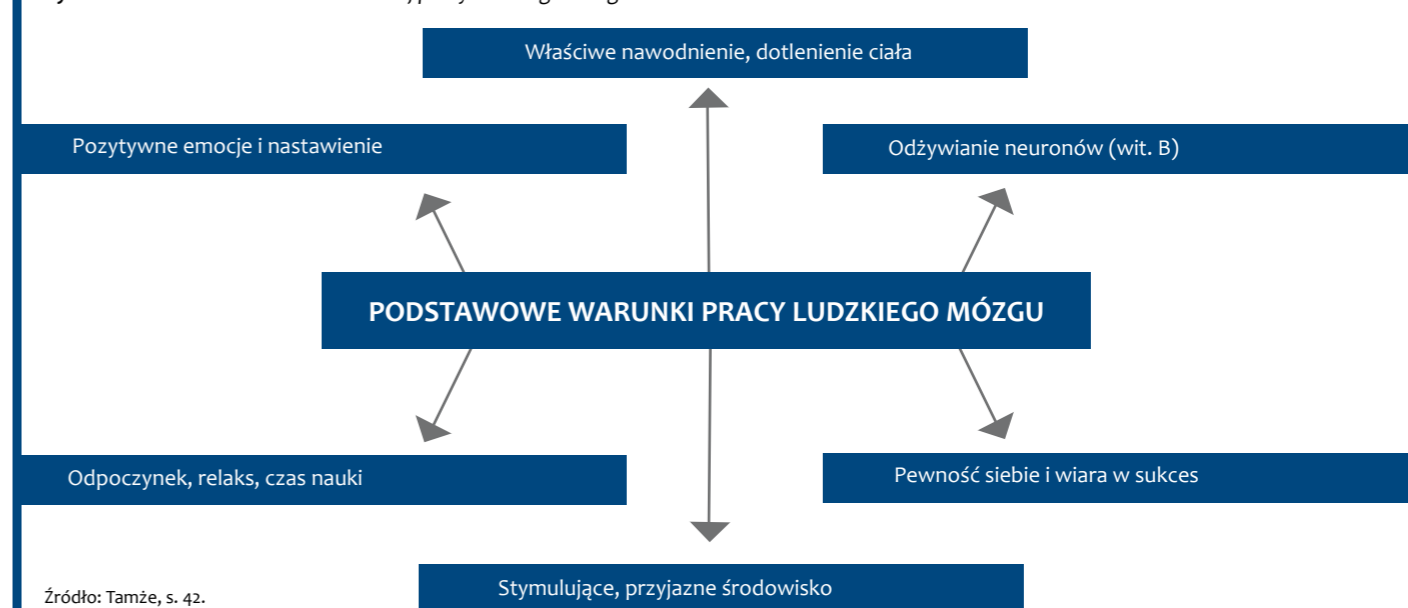 Właściwe nawodnienie, dotlenienie ciała
Pozytywne emocje i nastawienie
Odżywianie neuronów (wit. B)
PODSTAWOWE WARUNKI PRACY LUDZKIEGO MÓZGU
Odpoczynek, relaks, czas nauki
Pewność siebie i wiara w sukces
Stymulujące, przyjazne środowisko
Źródło: Tamże, s. 42.